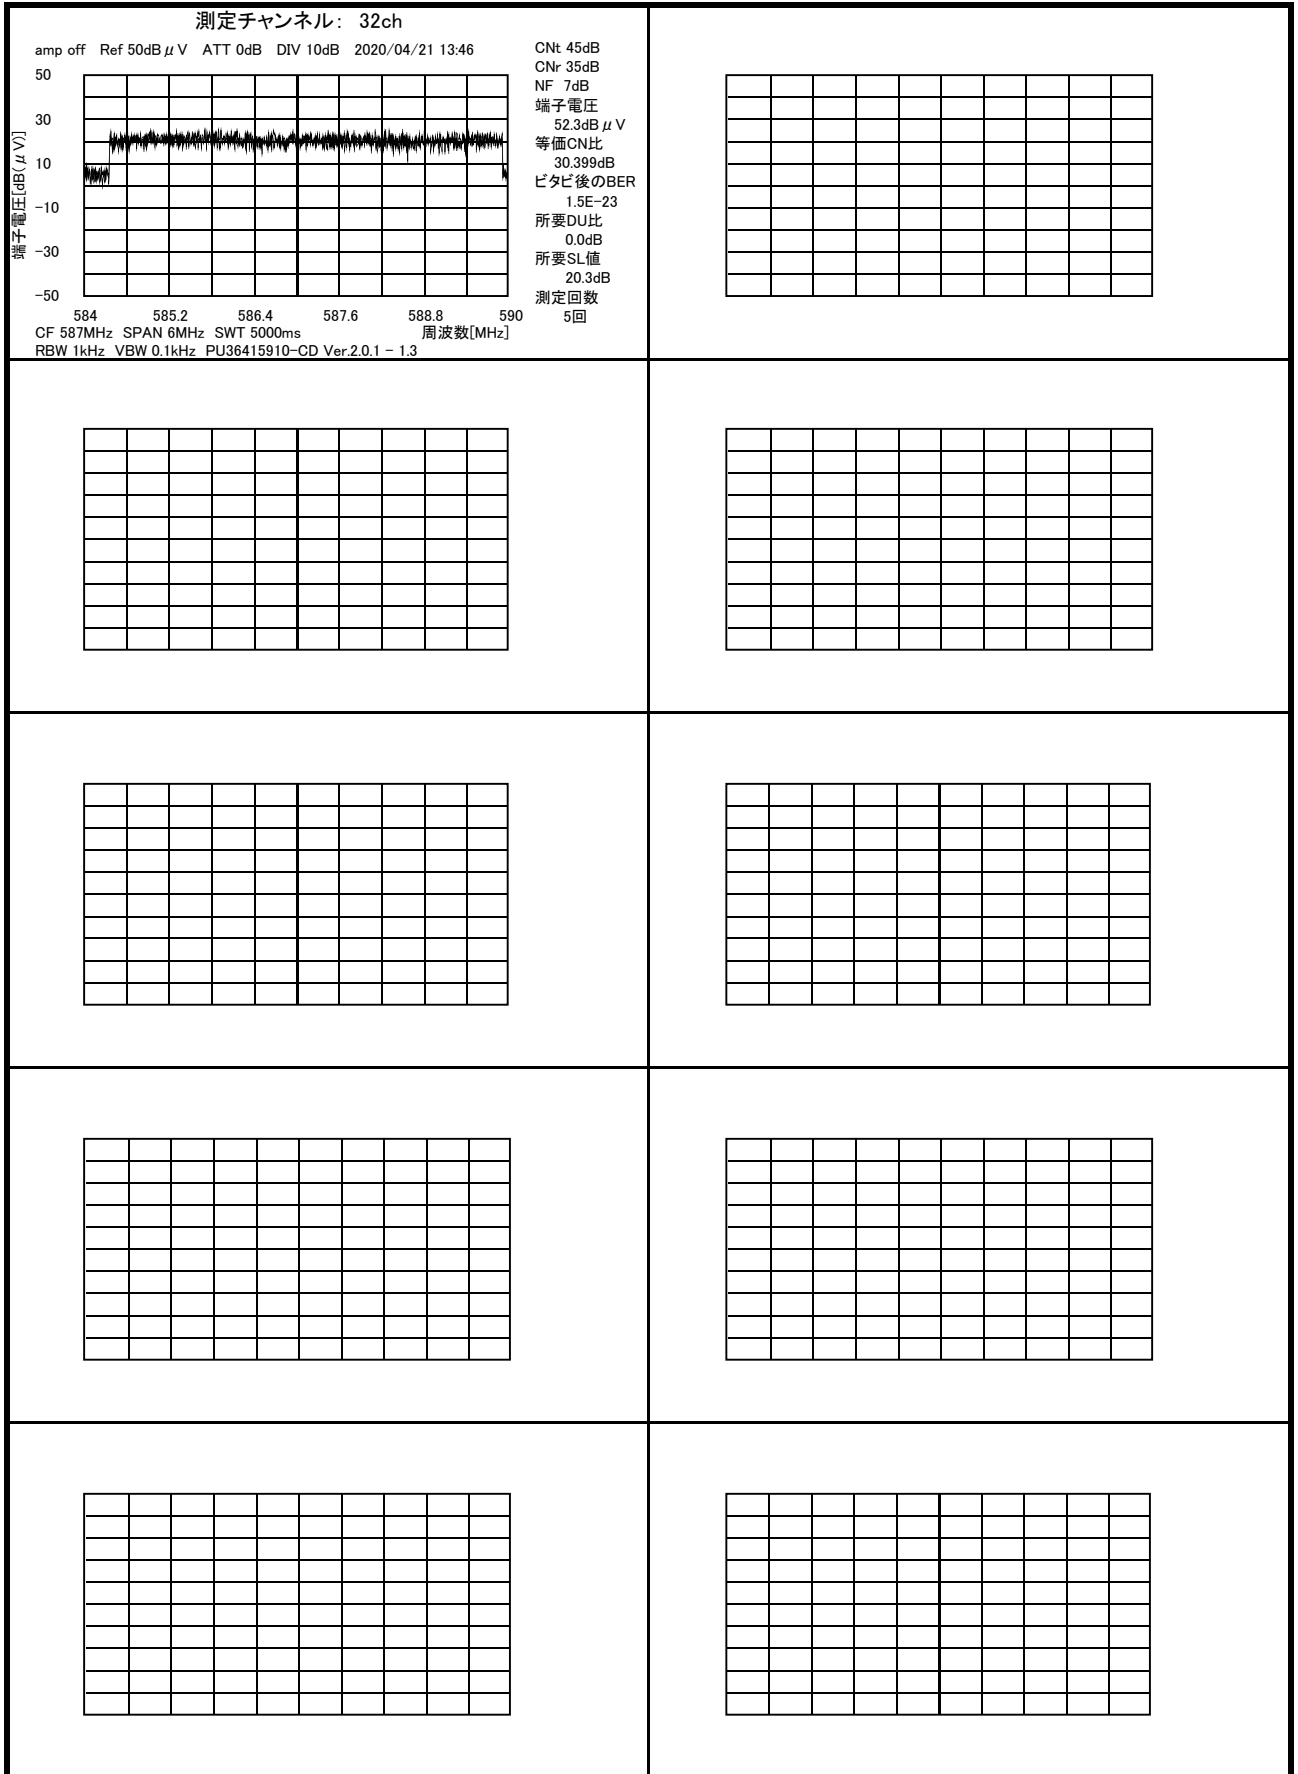 測定チャンネル： 32ch
amp off Ref 50dBμV ATT 0dB DIV 10dB 2020/04/21 13:46
50
30
10
-10
-30
-50
端子電圧[dB(μV)]
584 585.2 586.4 587.6 588.8 590
CF 587MHz SPAN 6MHz SWT 5000ms 周波数[MHz]
RBW 1kHz VBW 0.1kHz PU36415910-CD Ver.2.0.1 - 1.3
CNt 45dB
CNr 35dB
NF 7dB
端子電圧
52.3dBμV
等価CN比
30.399dB
ビタビ後のBER
1.5E-23
所要DU比
0.0dB
所要SL値
20.3dB
測定回数
5回